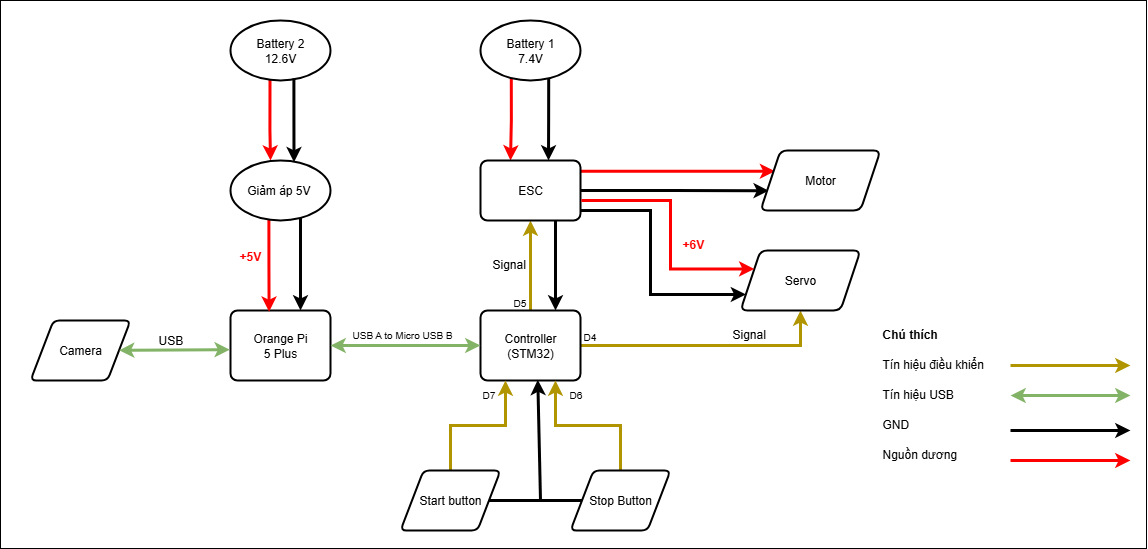 Battery 2
12.6V
Battery 1
7.4V
Giảm áp 5V
ESC
Motor
+5V
+6V
Signal
Servo
D5
Camera
USB
Orange Pi
5 Plus
USB A to Micro USB B
Controller
(STM32)
D4
Signal
D7
D6
Start button
Stop Button
Chú thích
Tín hiệu điều khiển
Tín hiệu USB
GND
Nguồn dương